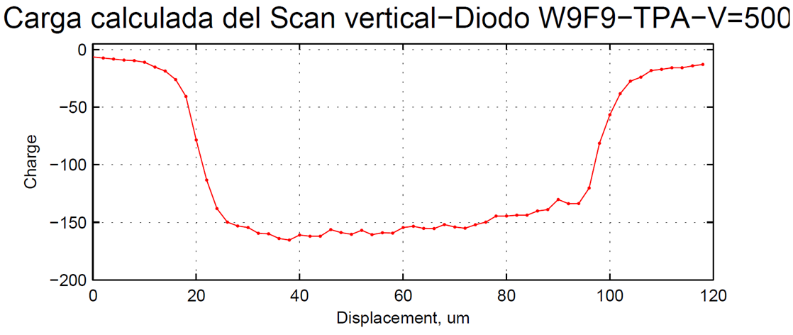 Carga calculada del Scan vertical−Diodo W9F9−TPA−V=500
0
−50
−100
−150
−200
Charge
0 20 40 60 80 100 120
Displacement, um